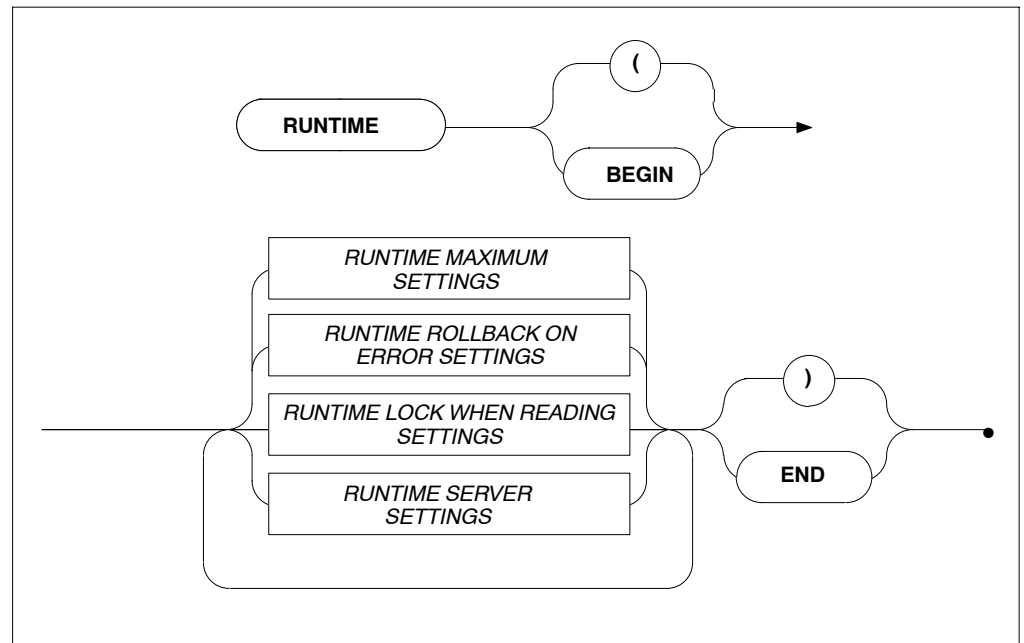 (
RUNTIME
BEGIN
RUNTIME MAXIMUM
SETTINGS
RUNTIME ROLLBACK ON
ERROR SETTINGS
RUNTIME LOCK WHEN READING
SETTINGS
RUNTIME SERVER
SETTINGS
)
END